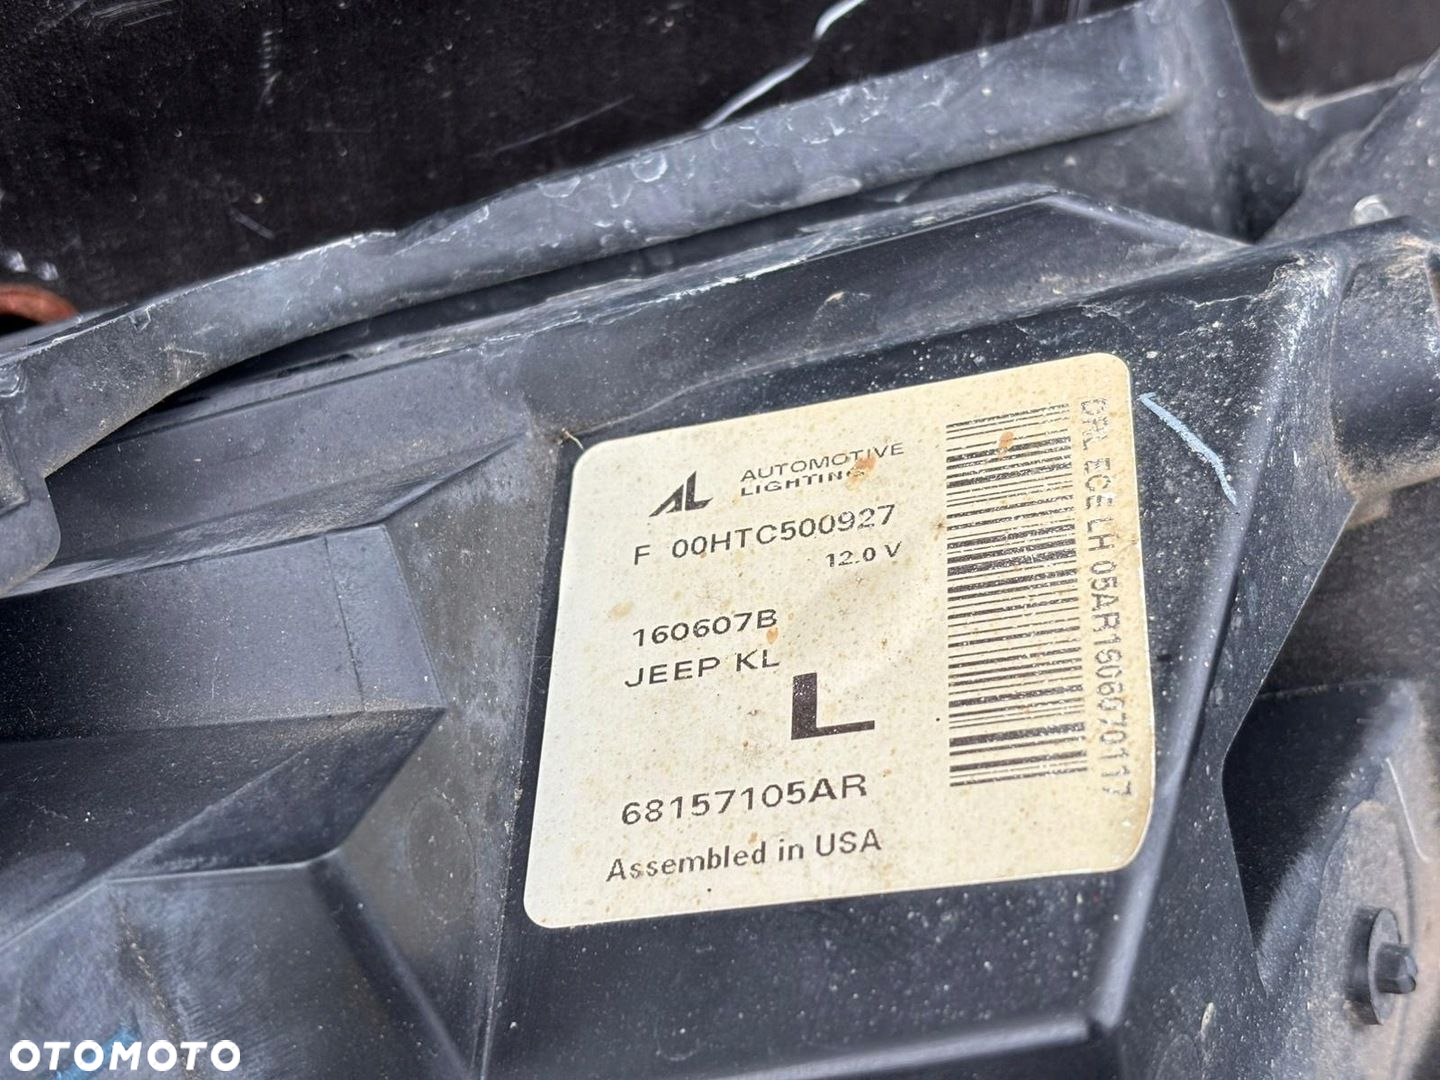 AL AUTOMOTIVE
LIGHTING
F 00HTC500927
12.0 V
160607B
JEEP KL
L
68157105AR
Assembled in USA
DRL ECE LH 05AR1606070117
OTOMOTO